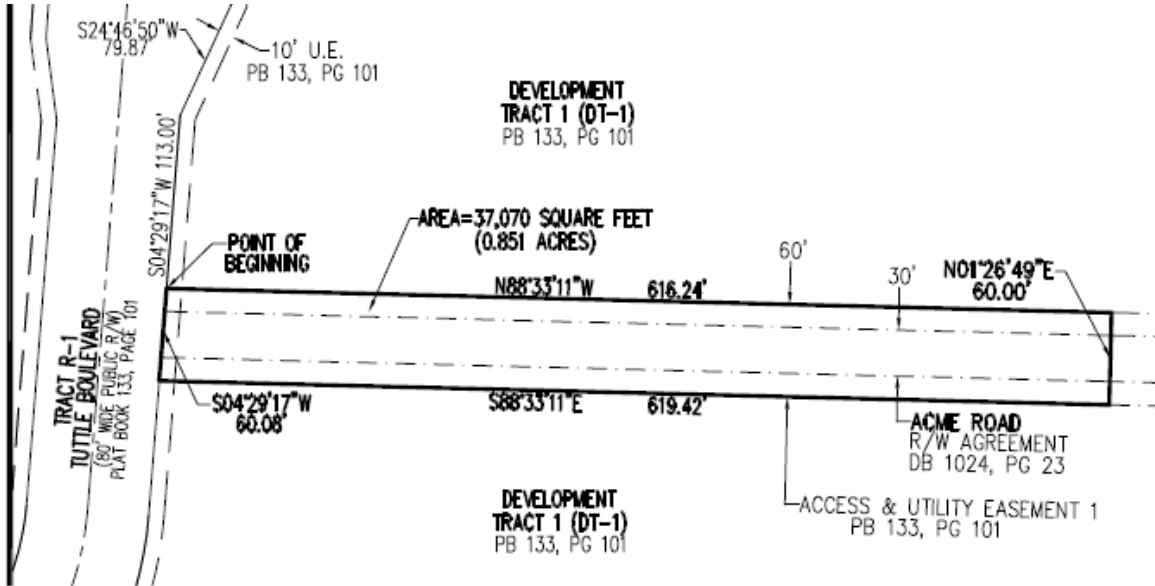 S24°46'50"W
79.87'
10' U.E.
PB 133, PG 101
DEVELOPMENT
TRACT 1 (DT-1)
PB 133, PG 101
S04°29'17"W 113.00'
AREA=37,070 SQUARE FEET
(0.851 ACRES)
POINT OF
BEGINNING
N88°33'11"W 616.24'
60'
30'
N01°26'49"E
60.00'
TRACT R-1
TUTTLE BOULEVARD
(80' WIDE PUBLIC R/W)
PLAT BOOK 133, PAGE 101
S04°29'17"W
60.08'
S88°33'11"E 619.42'
ACME ROAD
R/W AGREEMENT
DB 1024, PG 23
DEVELOPMENT
TRACT 1 (DT-1)
PB 133, PG 101
ACCESS & UTILITY EASEMENT 1
PB 133, PG 101